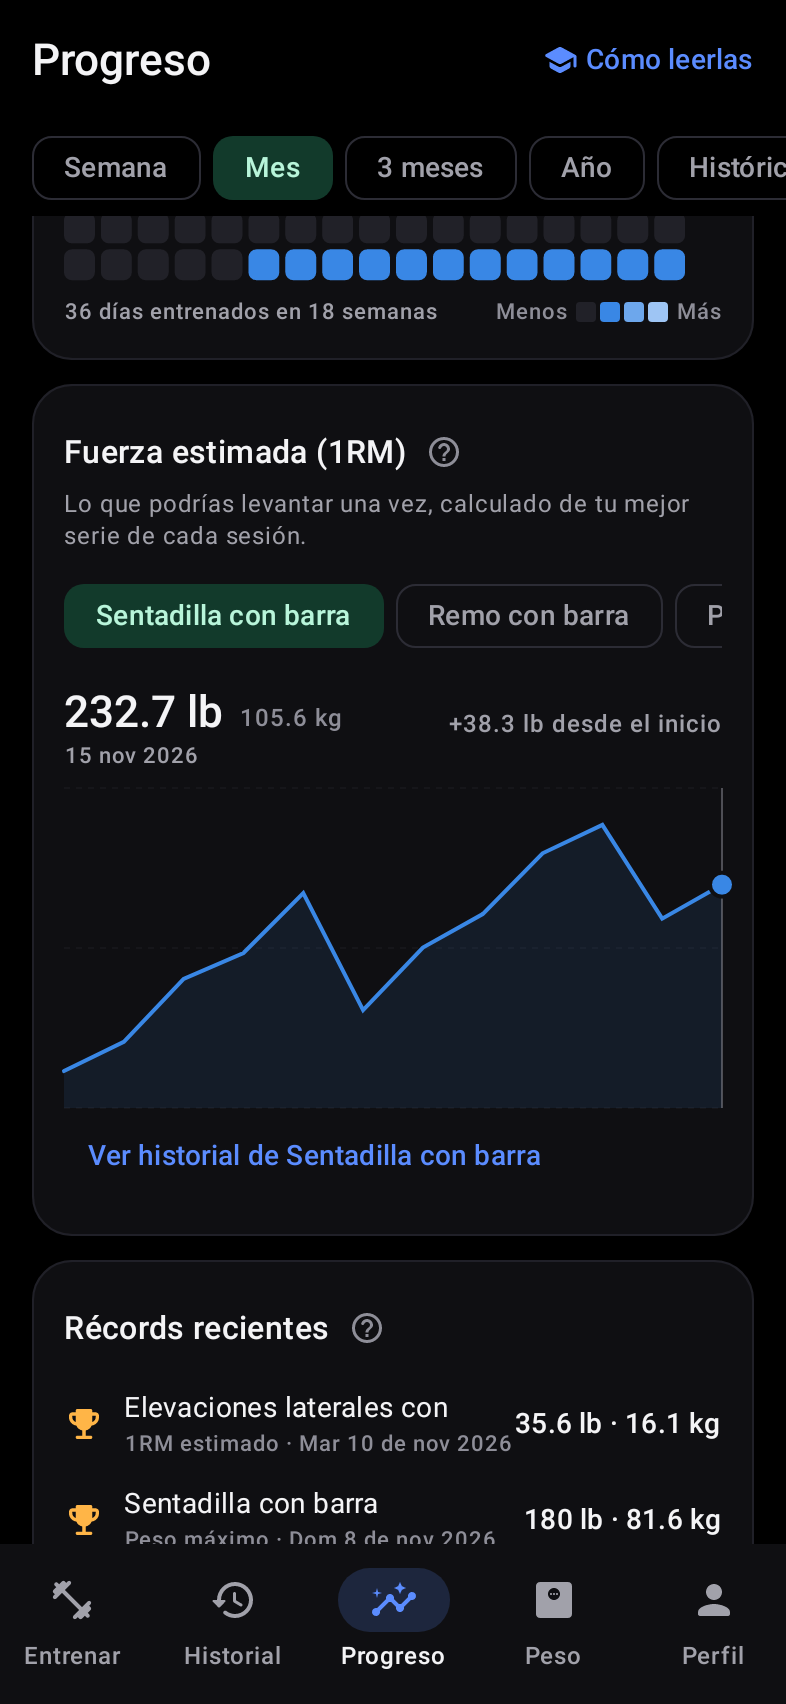 Progreso
Cómo leerlas
Semana
Mes
3 meses
Año
Históric
36 días entrenados en 18 semanas
Menos
Más
Fuerza estimada (1RM)
Lo que podrías levantar una vez, calculado de tu mejor
serie de cada sesión.
Sentadilla con barra
Remo con barra
P
232.7 lb 105.6 kg
+38.3 lb desde el inicio
15 nov 2026
Ver historial de Sentadilla con barra
Récords recientes
Elevaciones laterales con
35.6 lb · 16.1 kg
1RM estimado · Mar 10 de nov 2026
Sentadilla con barra
180 lb · 81.6 kg
Peso máximo · Dom 8 de nov 2026
Entrenar
Historial
Progreso
Peso
Perfil